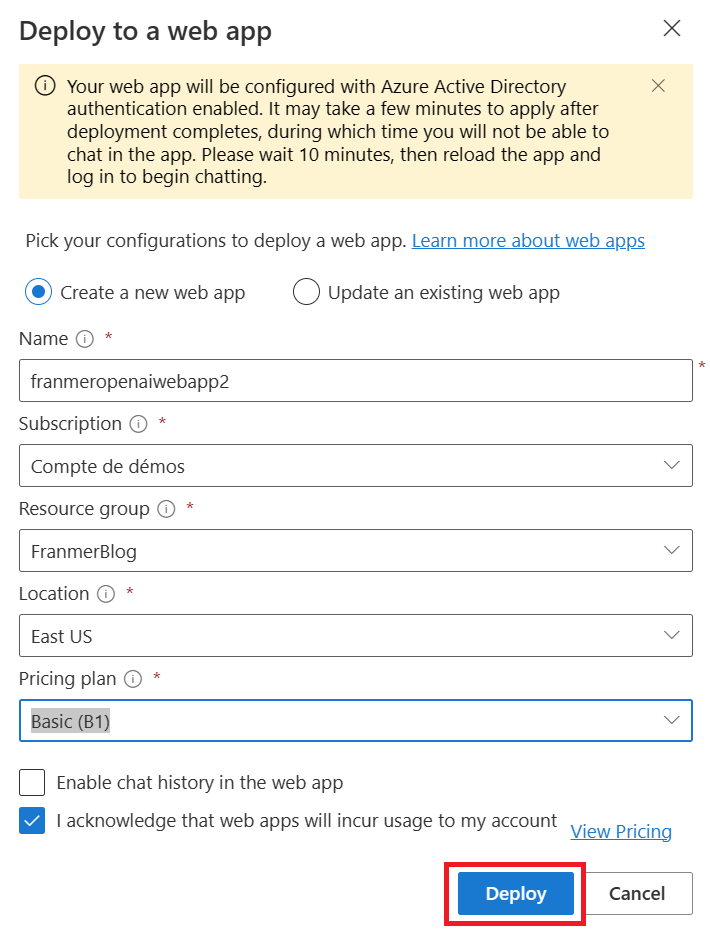 Deploy to a web app
Your web app will be configured with Azure Active Directory
authentication enabled. It may take a few minutes to apply after
deployment completes, during which time you will not be able to
chat in the app. Please wait 10 minutes, then reload the app and
log in to begin chatting.
Pick your configurations to deploy a web app. Learn more about web apps
Create a new web app
Update an existing web app
Name *
franmeropenaiwebapp2 *
Subscription *
Compte de démos
Resource group *
FranmerBlog
Location *
East US
Pricing plan *
Basic (B1)
Enable chat history in the web app
I acknowledge that web apps will incur usage to my account
View Pricing
Deploy
Cancel